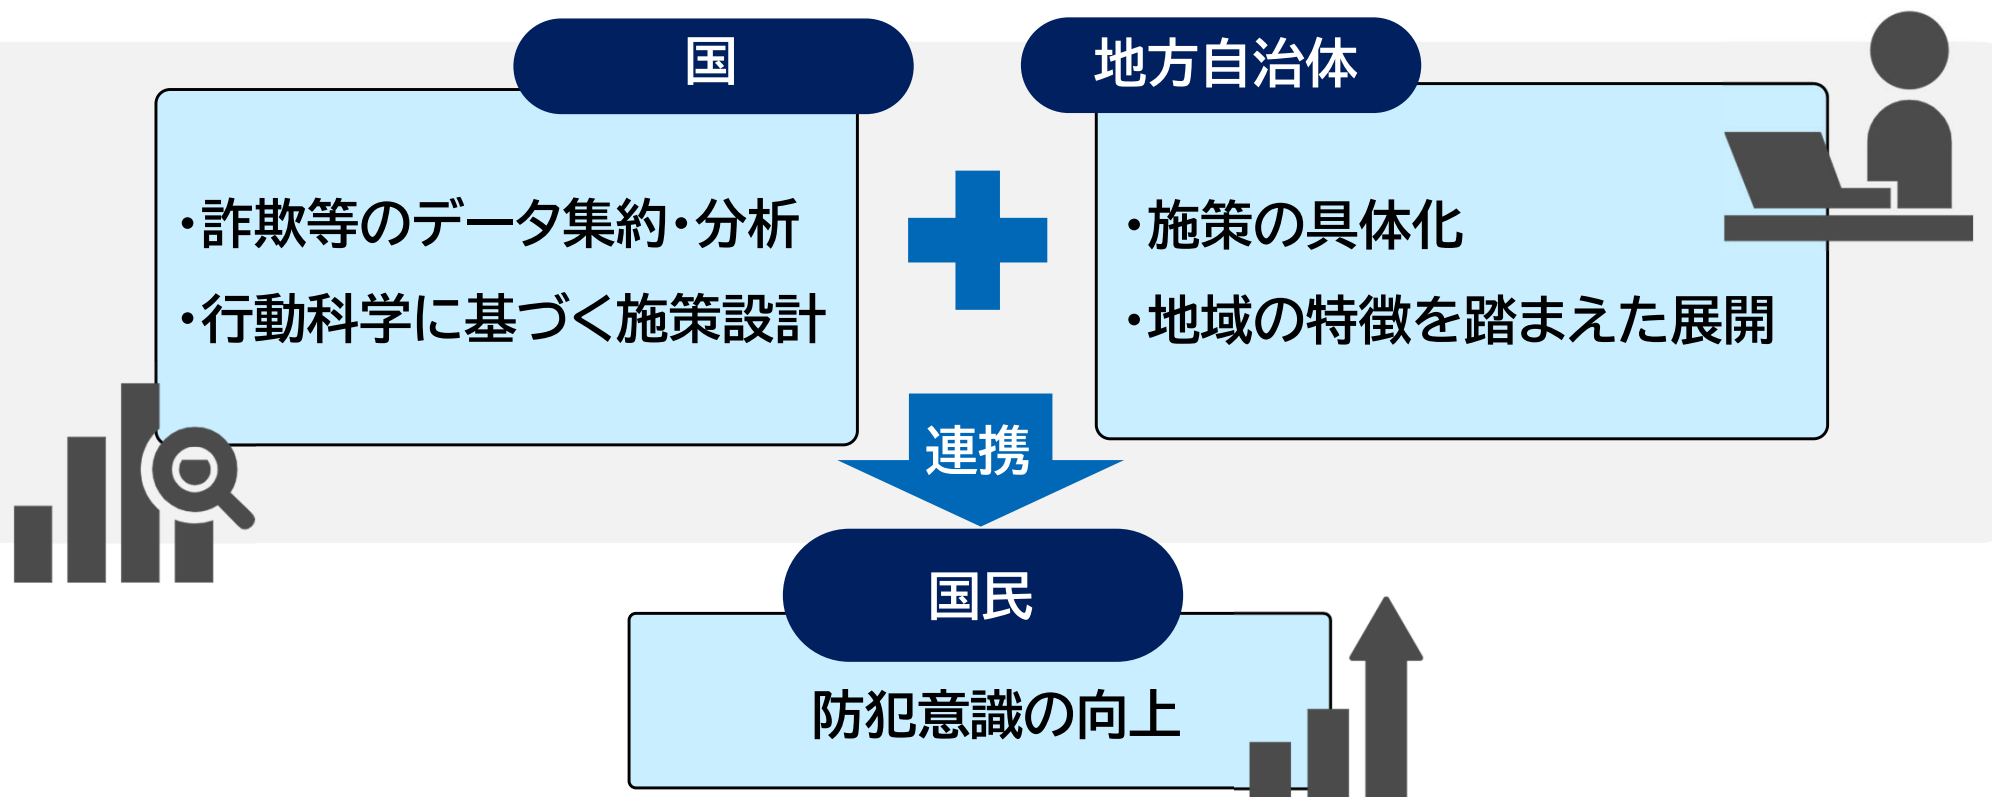 国
・詐欺等のデータ集約・分析
・行動科学に基づく施策設計
地方自治体
・施策の具体化
・地域の特徴を踏まえた展開
連携
国民
防犯意識の向上